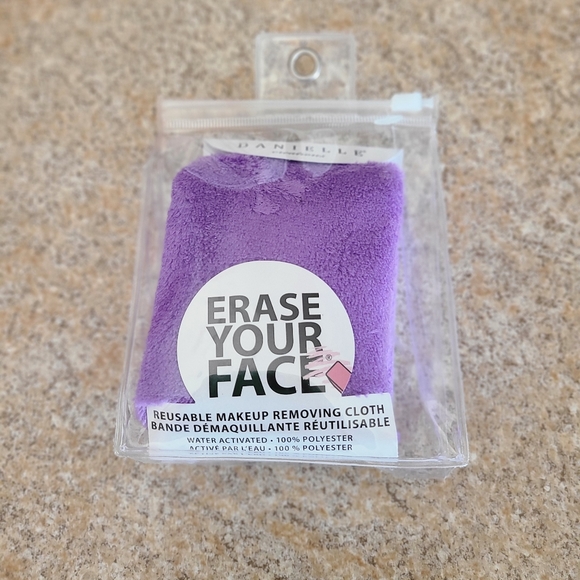 DANIELLE
ERASE
YOUR
FACE
®
REUSABLE MAKEUP REMOVING CLOTH
BANDE DÉMAQUILLANTE RÉUTILISABLE
WATER ACTIVATED • 100% POLYESTER
ACTIVÉ PAR L'EAU • 100 % POLYESTER